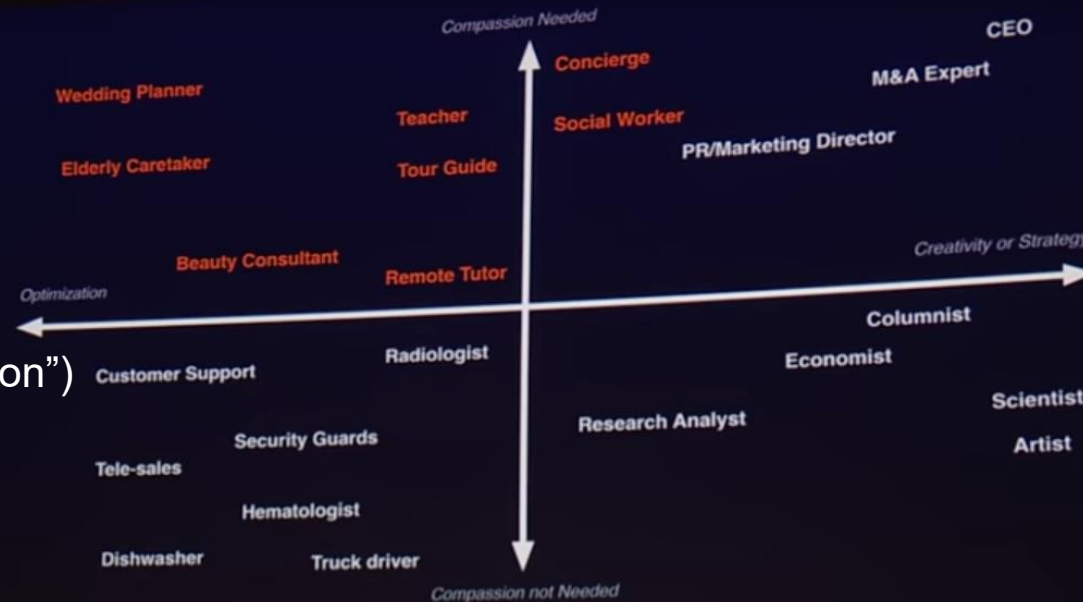 Compassion Needed
CEO
Concierge
M&A Expert
Wedding Planner
Teacher
Social Worker
PR/Marketing Director
Elderly Caretaker
Tour Guide
Creativity or Strategy
Beauty Consultant
Remote Tutor
Optimization
Columnist
Radiologist
Economist
on”)
Customer Support
Scientist
Research Analyst
Security Guards
Artist
Tele-sales
Hematologist
Dishwasher
Truck driver
Compassion not Needed